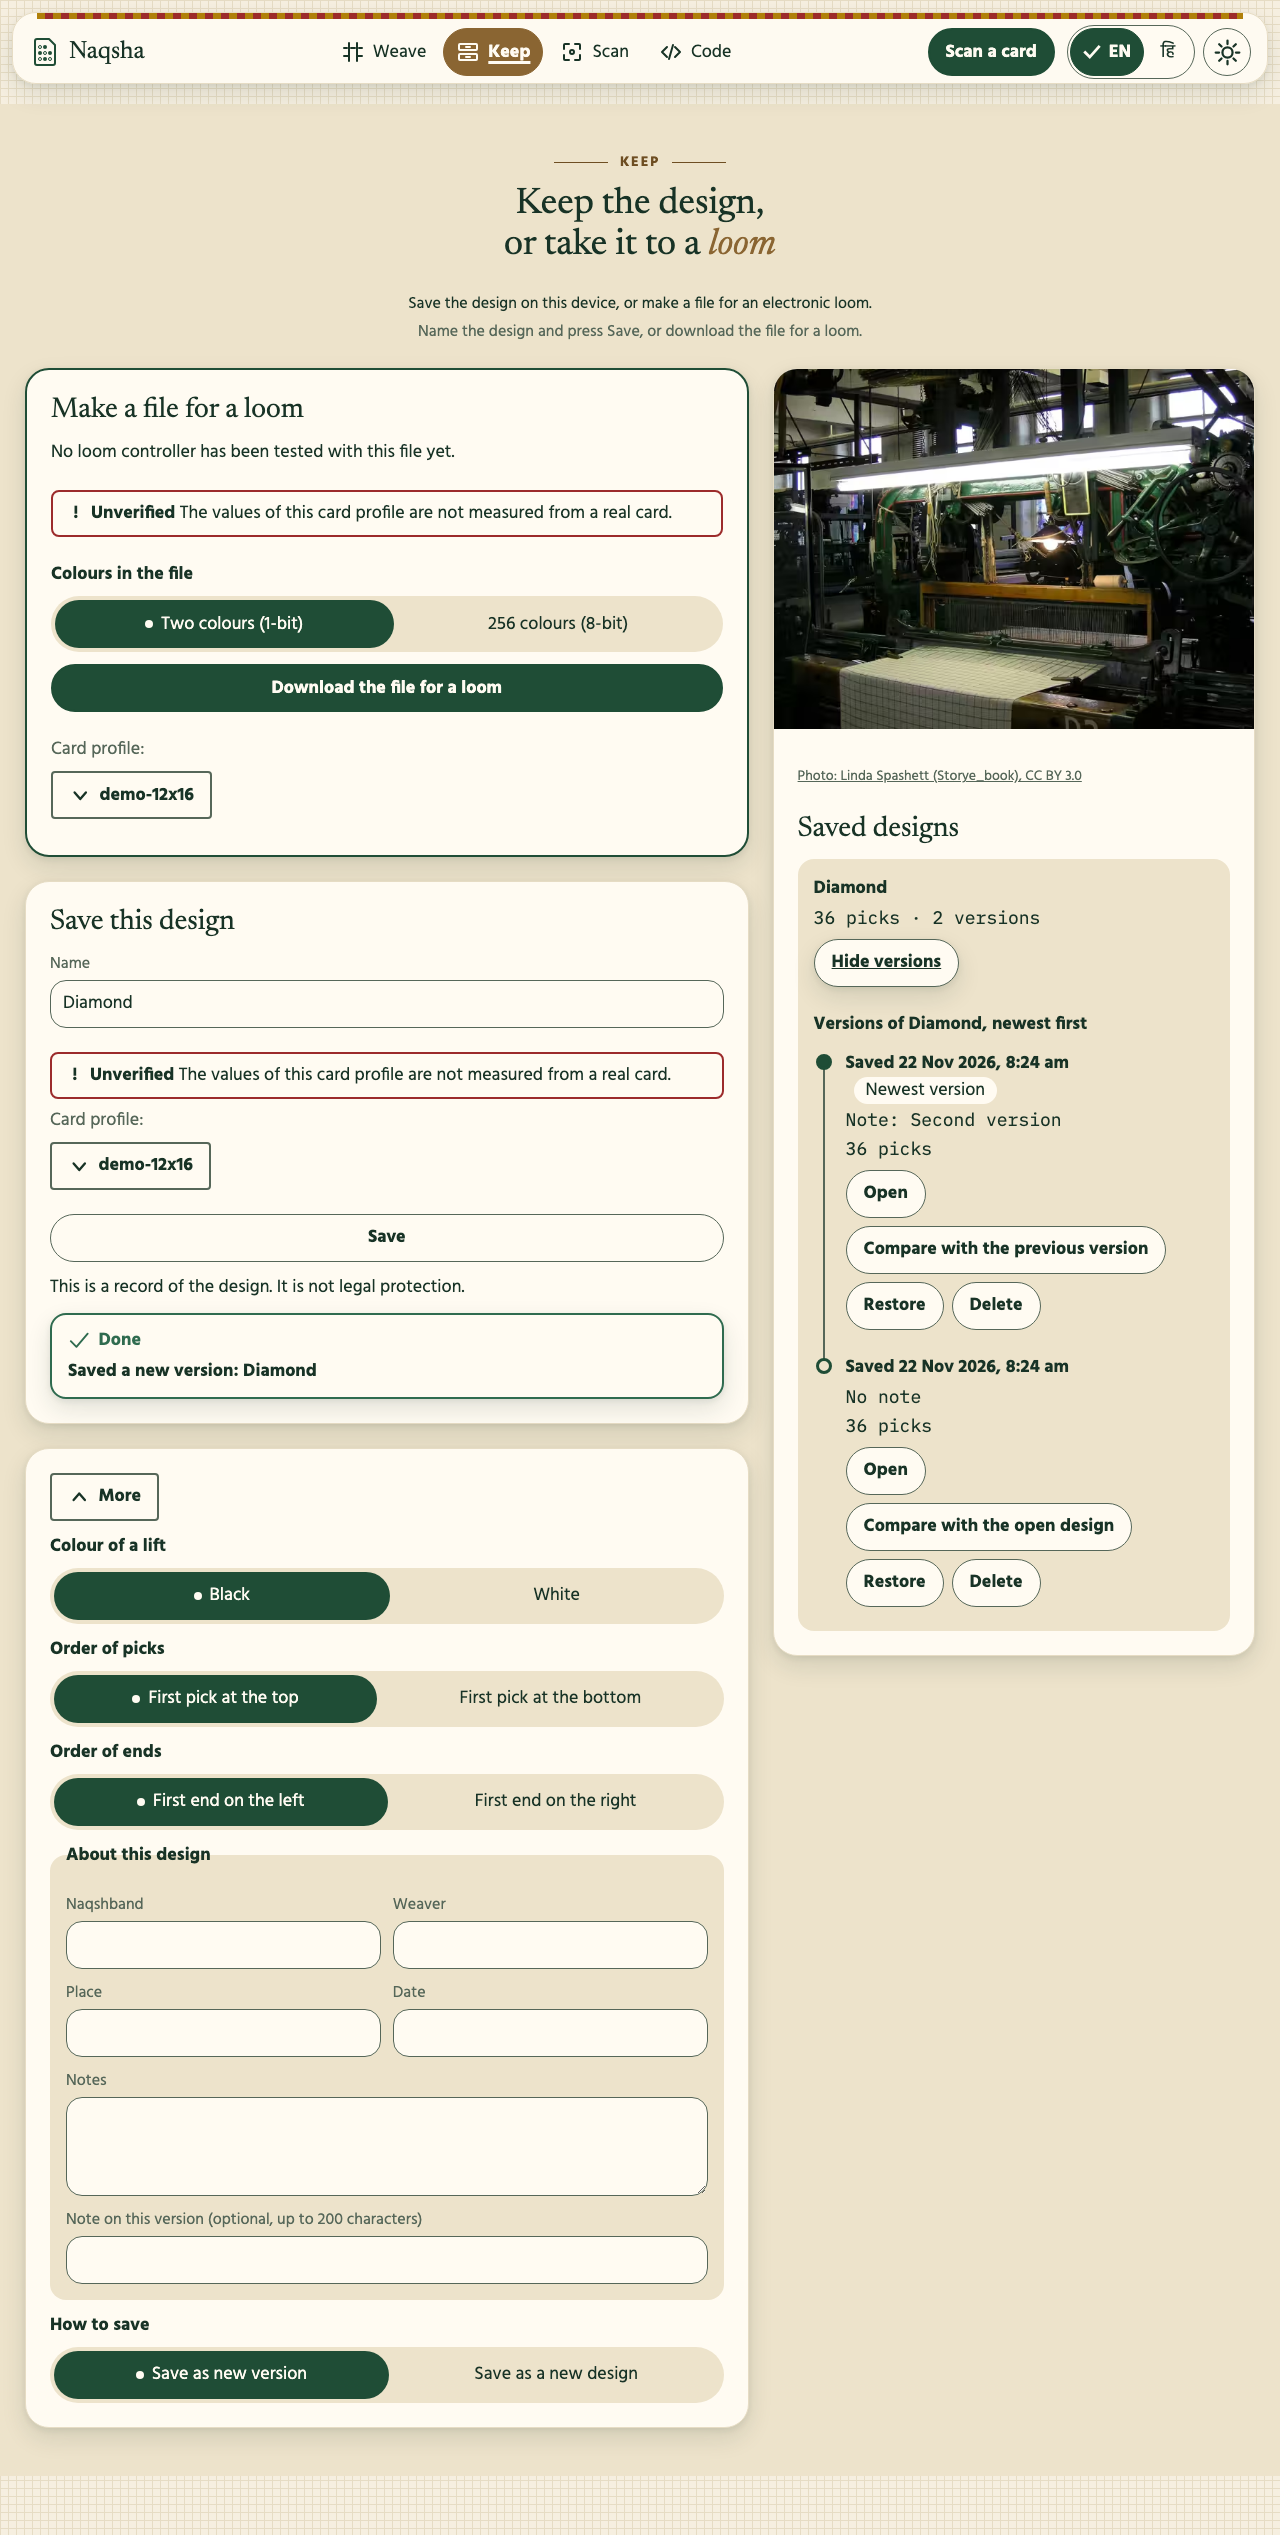 Naqsha
Weave
Keep
Scan
Code
Scan a card
EN
हि
KEEP
Keep the design,
or take it to a loom
Save the design on this device, or make a file for an electronic loom.
Name the design and press Save, or download the file for a loom.
Make a file for a loom
No loom controller has been tested with this file yet.
! Unverified The values of this card profile are not measured from a real card.
Colours in the file
Two colours (1-bit)
256 colours (8-bit)
Download the file for a loom
Card profile:
demo-12x16
Save this design
Name
Diamond
! Unverified The values of this card profile are not measured from a real card.
Card profile:
demo-12x16
Save
This is a record of the design. It is not legal protection.
Done
Saved a new version: Diamond
More
Colour of a lift
Black
White
Order of picks
First pick at the top
First pick at the bottom
Order of ends
First end on the left
First end on the right
About this design
Naqshband
Weaver
Place
Date
Notes
Note on this version (optional, up to 200 characters)
How to save
Save as new version
Save as a new design
Photo: Linda Spashett (Storye_book), CC BY 3.0
Saved designs
Diamond
36 picks · 2 versions
Hide versions
Versions of Diamond, newest first
Saved 22 Nov 2026, 8:24 am
Newest version
Note: Second version
36 picks
Open
Compare with the previous version
Restore
Delete
Saved 22 Nov 2026, 8:24 am
No note
36 picks
Open
Compare with the open design
Restore
Delete